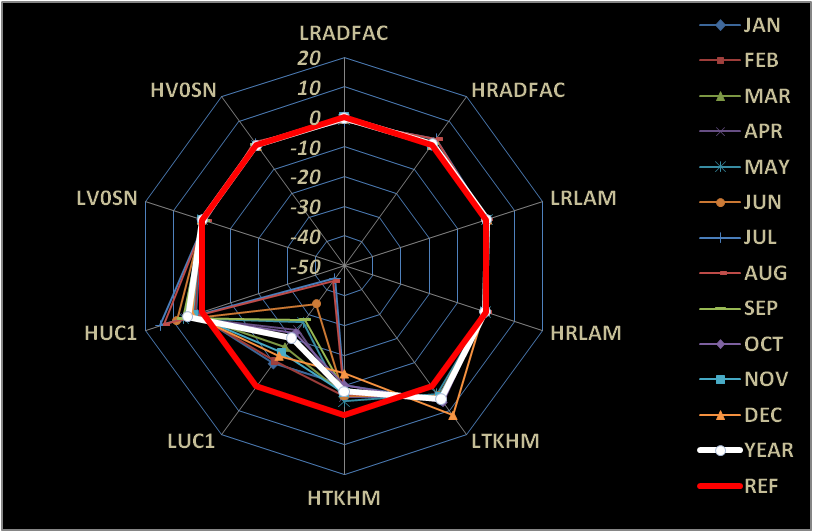 LRADFAC
HRADFAC
LRLAM
HRLAM
LTKHM
HTKHM
LUC1
HUC1
LV0SN
HV0SN
20
10
0
-10
-20
-30
-40
-50
JAN
FEB
MAR
APR
MAY
JUN
JUL
AUG
SEP
OCT
NOV
DEC
YEAR
REF